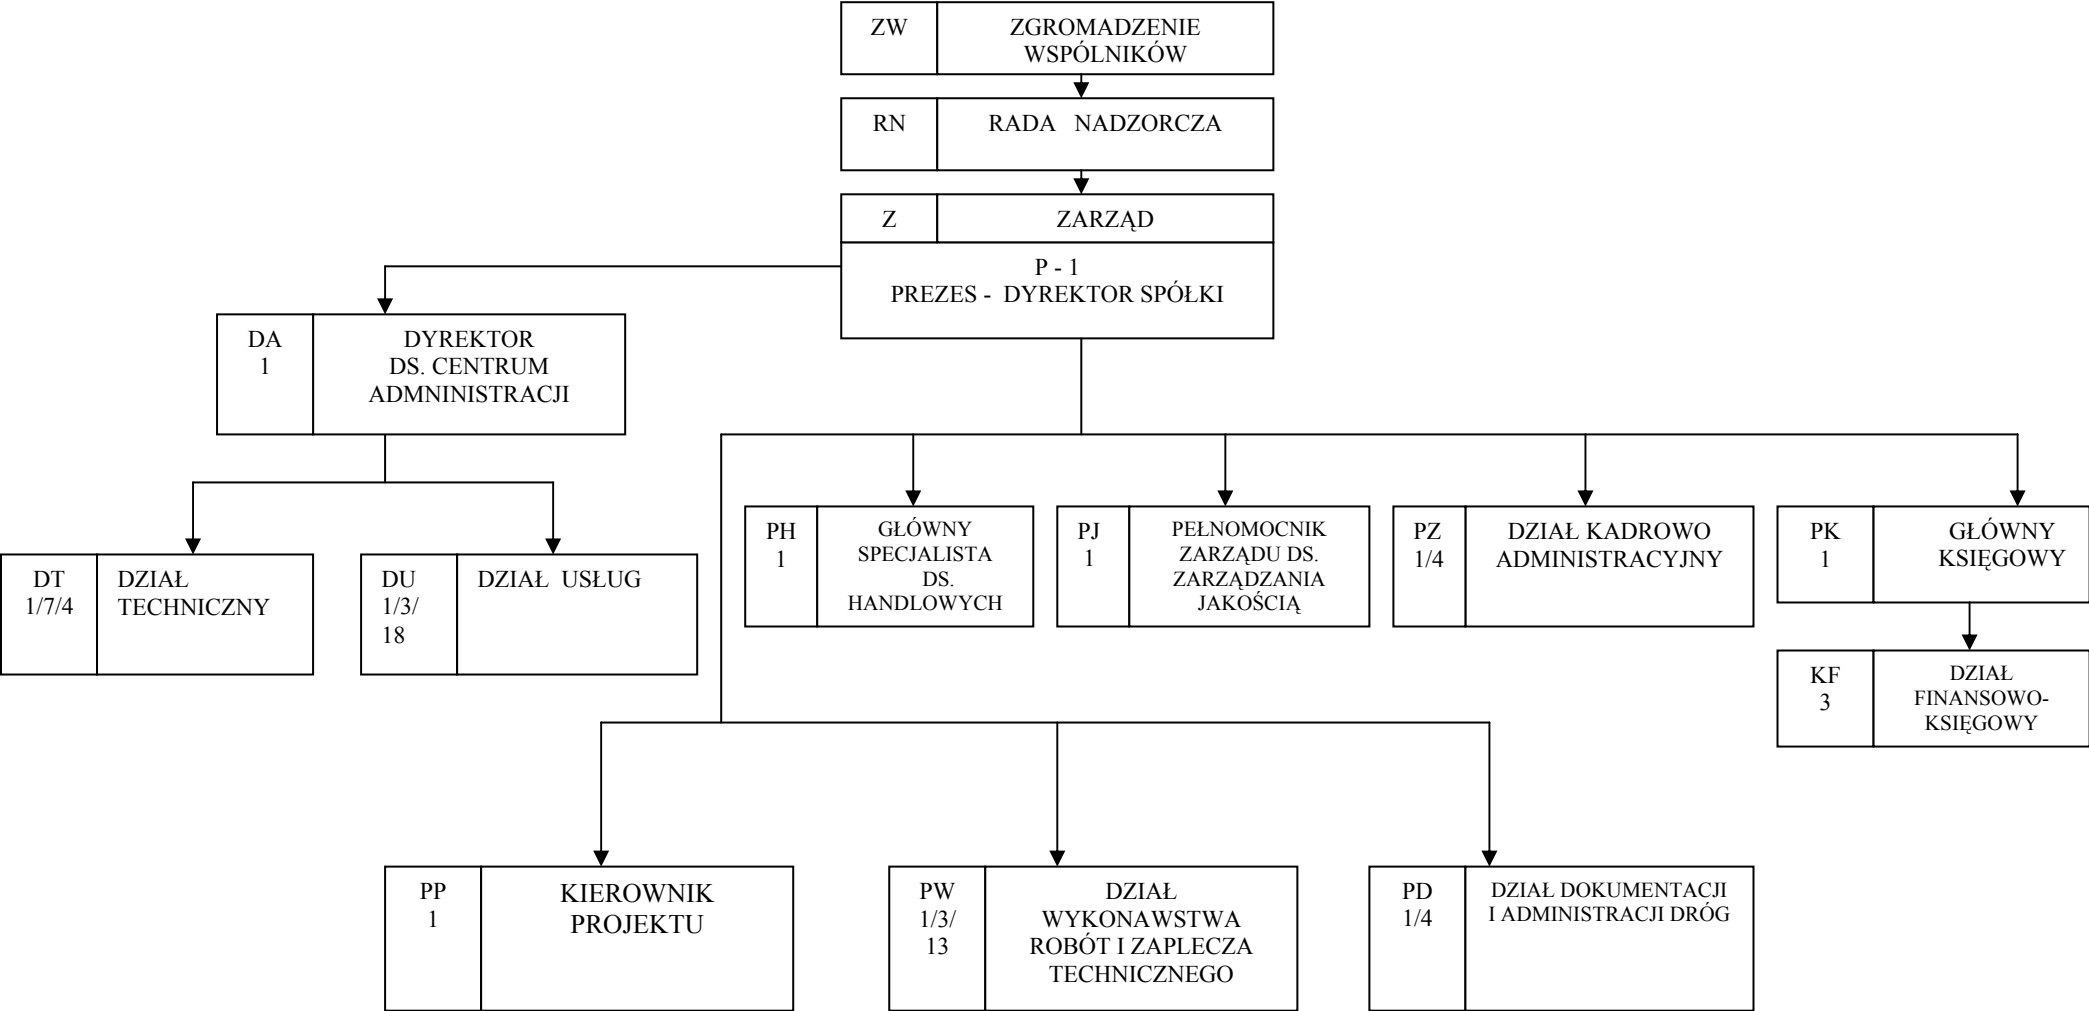 ZW
ZGROMADZENIE
WSPÓLNIKÓW
RN
RADA NADZORCZA
Z
ZARZĄD
P - 1
PREZES - DYREKTOR SPÓŁKI
DA
1
DYREKTOR
DS. CENTRUM
ADMNINISTRACJI
DT
1/7/4
DZIAŁ
TECHNICZNY
DU
1/3/
18
DZIAŁ USŁUG
PH
1
GŁÓWNY
SPECJALISTA
DS.
HANDLOWYCH
PJ
1
PEŁNOMOCNIK
ZARZĄDU DS.
ZARZĄDZANIA
JAKOŚCIĄ
PZ
1/4
DZIAŁ KADROWO
ADMINISTRACYJNY
PK
1
GŁÓWNY
KSIĘGOWY
KF
3
DZIAŁ
FINANSOWO-
KSIĘGOWY
PP
1
KIEROWNIK
PROJEKTU
PW
1/3/
13
DZIAŁ
WYKONAWSTWA
ROBÓT I ZAPLECZA
TECHNICZNEGO
PD
1/4
DZIAŁ DOKUMENTACJI
I ADMINISTRACJI DRÓG